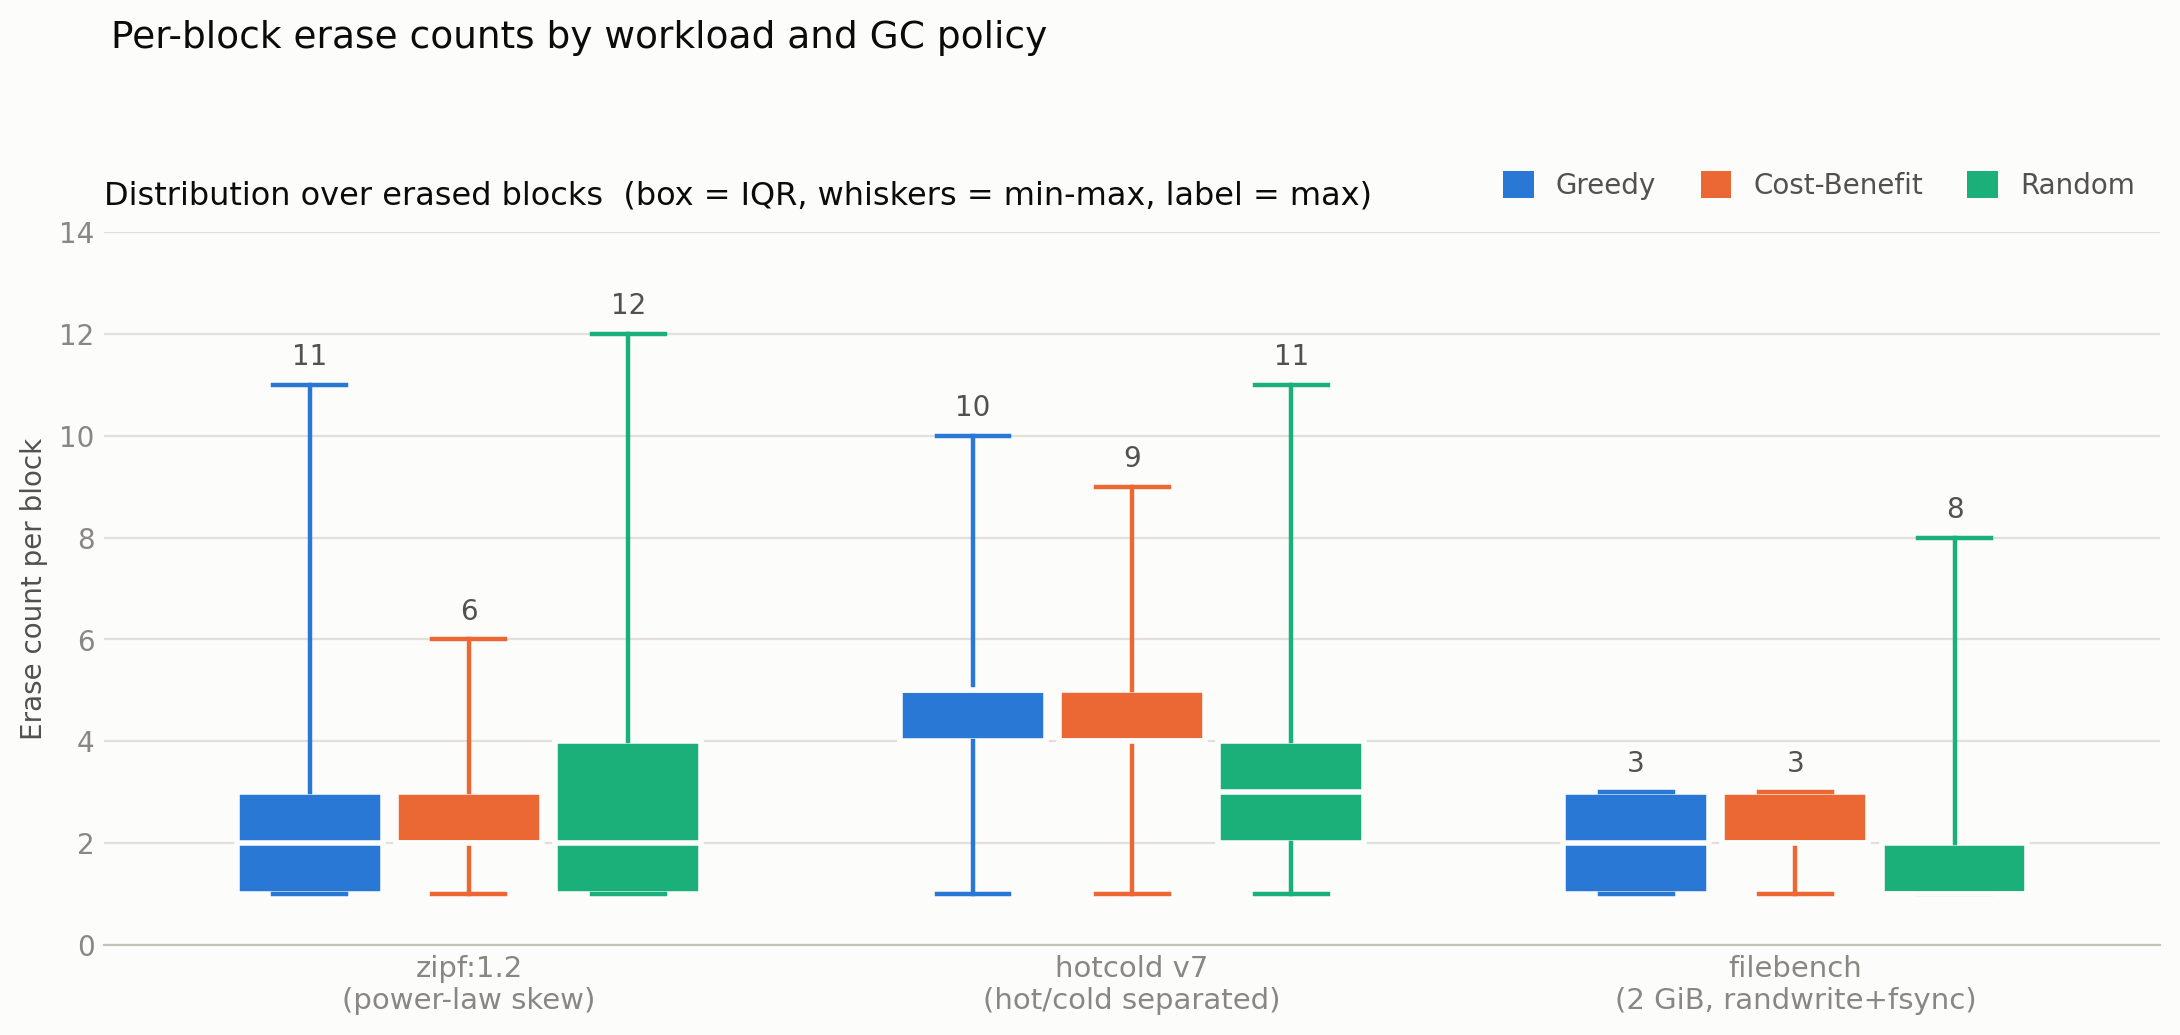 Per-block erase counts by workload and GC policy
Distribution over erased blocks  (box = IQR, whiskers = min-max, label = max)
Greedy
Cost-Benefit
Random
Erase count per block
14
12
10
8
6
4
2
0
11
6
12
10
9
11
3
3
8
zipf:1.2
(power-law skew)
hotcold v7
(hot/cold separated)
filebench
(2 GiB, randwrite+fsync)